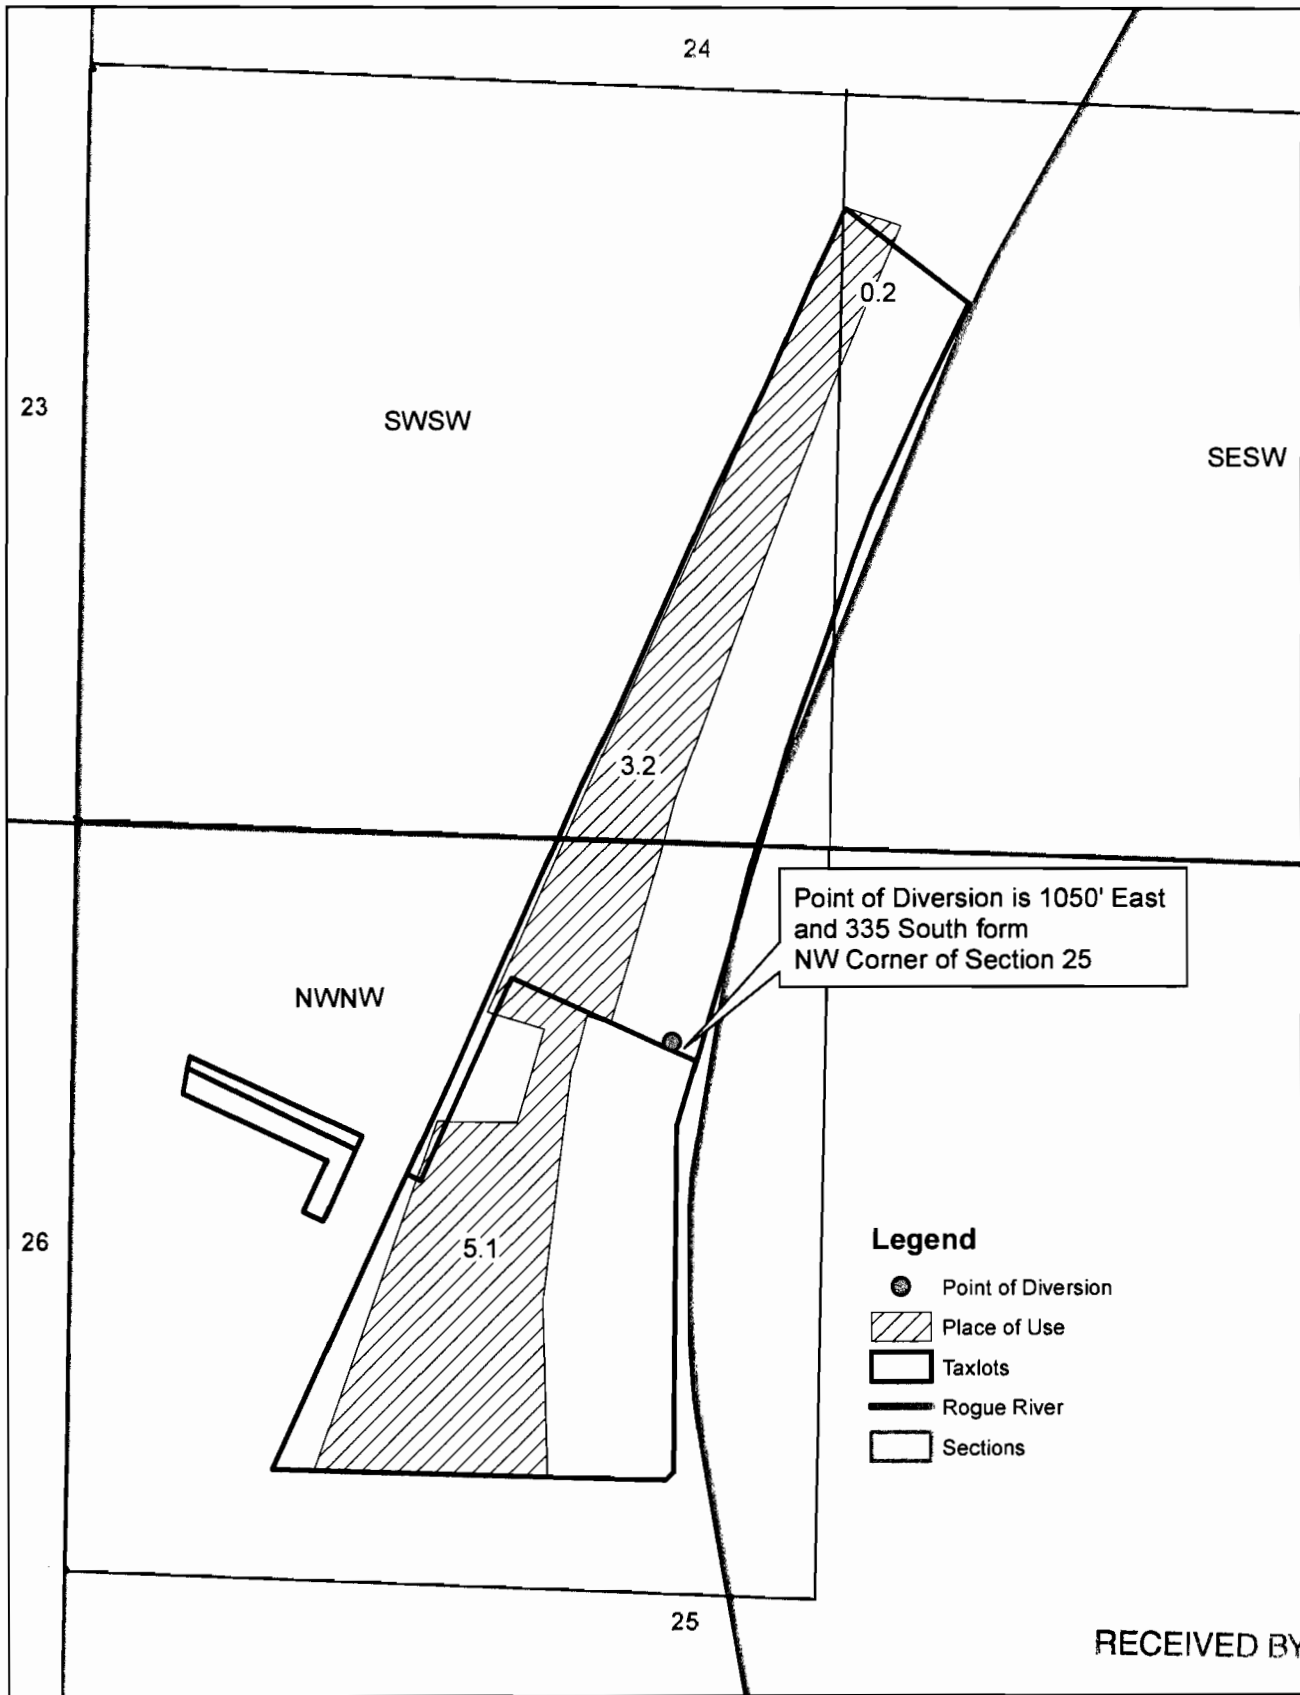 24
0.2
23
SWSW
SESW
3.2
Point of Diversion is 1050' East
and 335 South form
NW Corner of Section 25
NWNW
26
5.1
Legend
Point of Diversion
Place of Use
Taxlots
Rogue River
Sections
25
RECEIVED BY